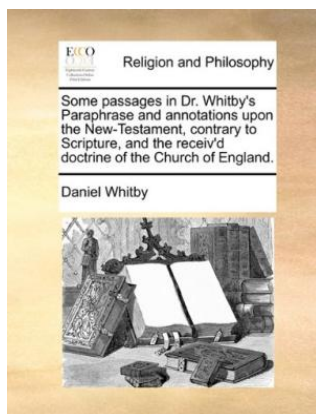 ECCO
Religion and Philosophy
Some passages in Dr. Whitby's
Paraphrase and annotations upon
the New-Testament, contrary to
Scripture, and the receiv'd
doctrine of the Church of England.
Daniel Whitby